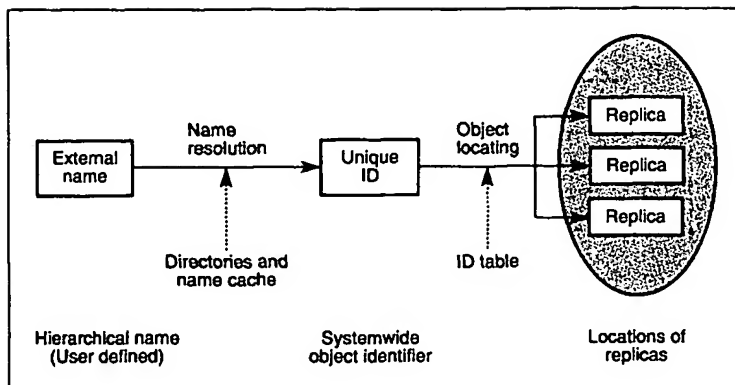 External
name
Name
resolution
Unique
ID
Object
locating
Replica
Replica
Replica
Directories and
name cache
ID table
Hierarchical name
(User defined)
Systemwide
object identifier
Locations of
replicas